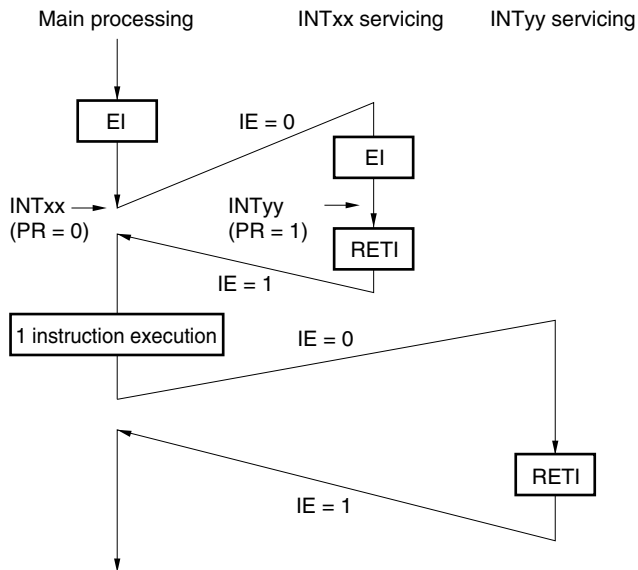 Main processing
INTxx servicing
INTyy servicing
EI
IE = 0
EI
INTxx
(PR = 0)
INTyy
(PR = 1)
RETI
IE = 1
1 instruction execution
IE = 0
RETI
IE = 1